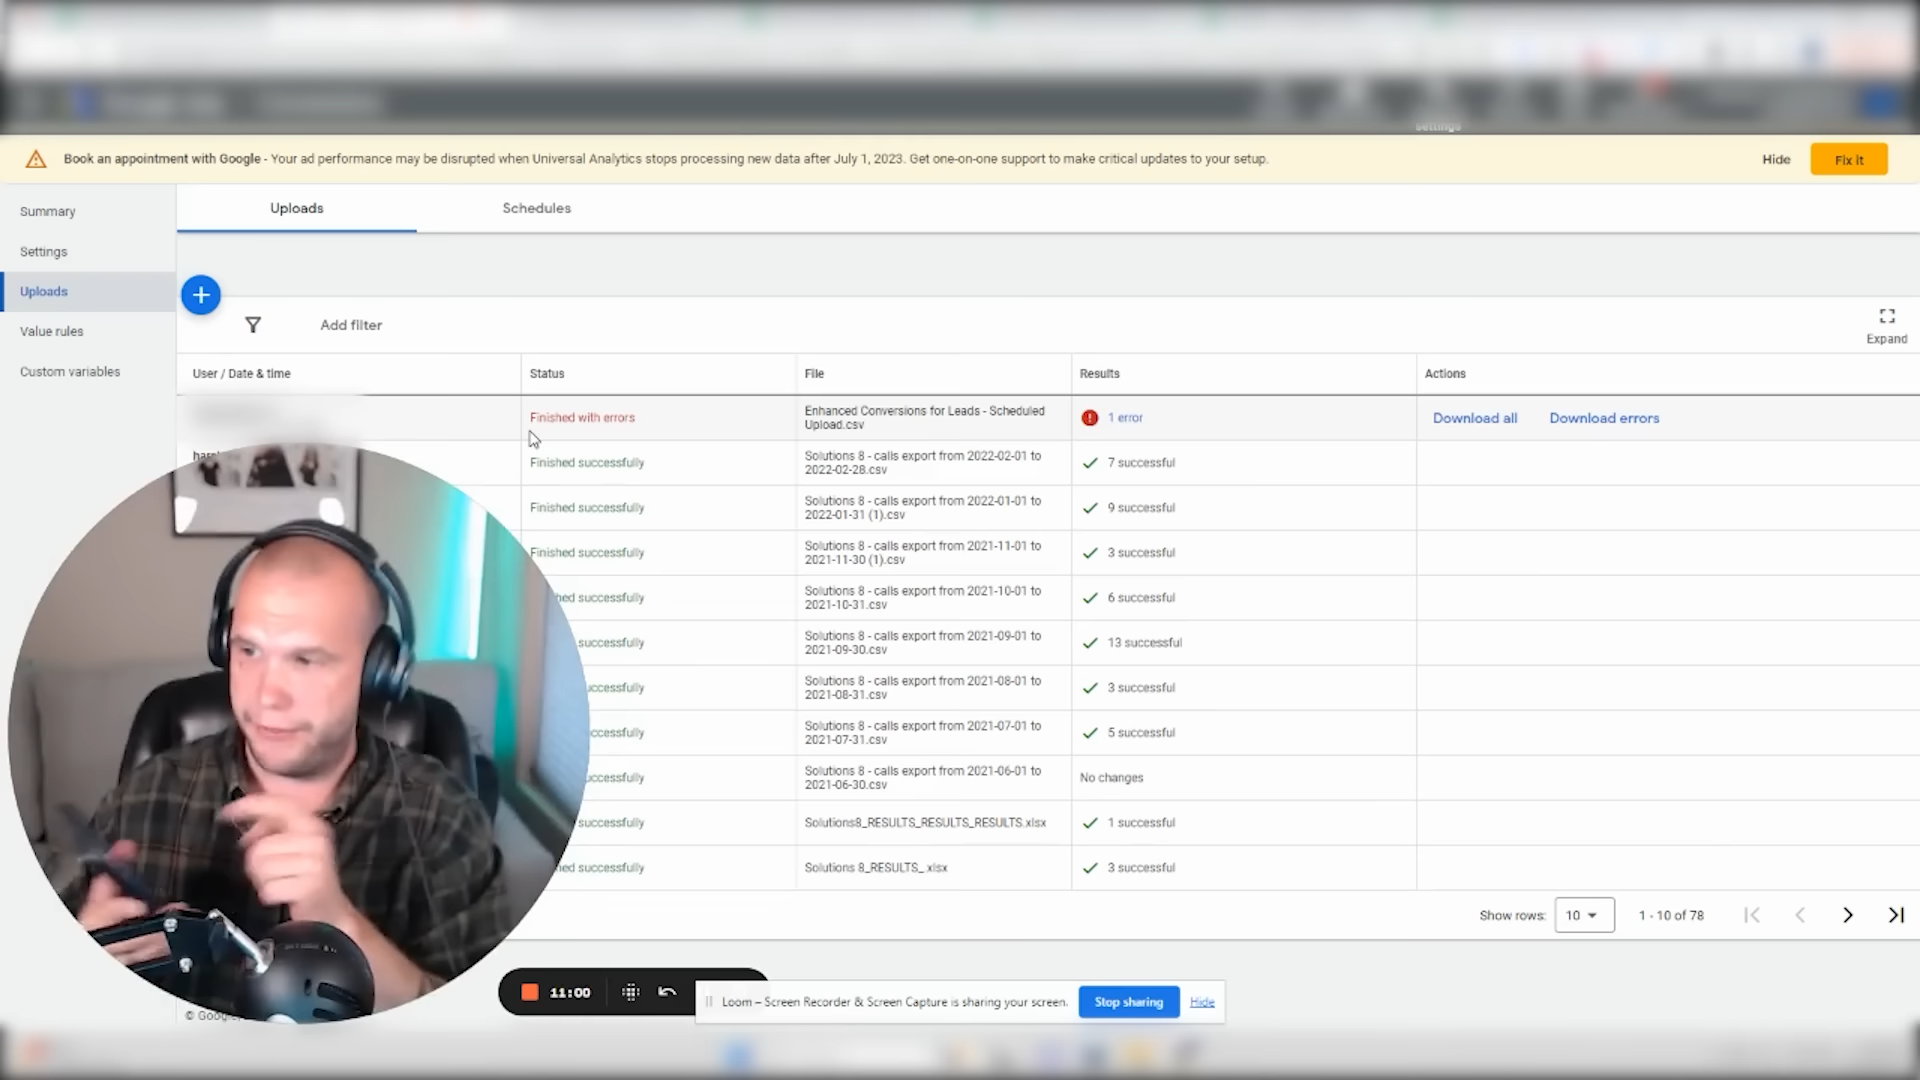 settings
Book an appointment with Google - Your ad performance may be disrupted when Universal Analytics stops processing new data after July 1, 2023. Get one-on-one support to make critical updates to your setup.
Hide
Fix it
Summary
Settings
Uploads
Value rules
Custom variables
Uploads
Schedules
Add filter
Expand
User / Date & time
Status
File
Results
Actions
Finished with errors
Enhanced Conversions for Leads - Scheduled
Upload.csv
1 error
Download all
Download errors
Finished successfully
Solutions 8 - calls export from 2022-02-01 to
2022-02-28.csv
7 successful
Finished successfully
Solutions 8 - calls export from 2022-01-01 to
2022-01-31 (1).csv
9 successful
Finished successfully
Solutions 8 - calls export from 2021-11-01 to
2021-11-30 (1).csv
3 successful
successfully
Solutions 8 - calls export from 2021-10-01 to
2021-10-31.csv
6 successful
successfully
Solutions 8 - calls export from 2021-09-01 to
2021-09-30.csv
13 successful
Solutions 8 - calls export from 2021-08-01 to
2021-08-31.csv
3 successful
Solutions 8 - calls export from 2021-07-01 to
2021-07-31.csv
5 successful
Solutions 8 - calls export from 2021-06-01 to
2021-06-30.csv
No changes
successfully
Solutions8_RESULTS_RESULTS_RESULTS.xlsx
1 successful
successfully
Solutions 8_RESULTS_.xlsx
3 successful
Show rows: 10
1 - 10 of 78
11:00
Loom – Screen Recorder & Screen Capture is sharing your screen.
Stop sharing
Hide
© Google,